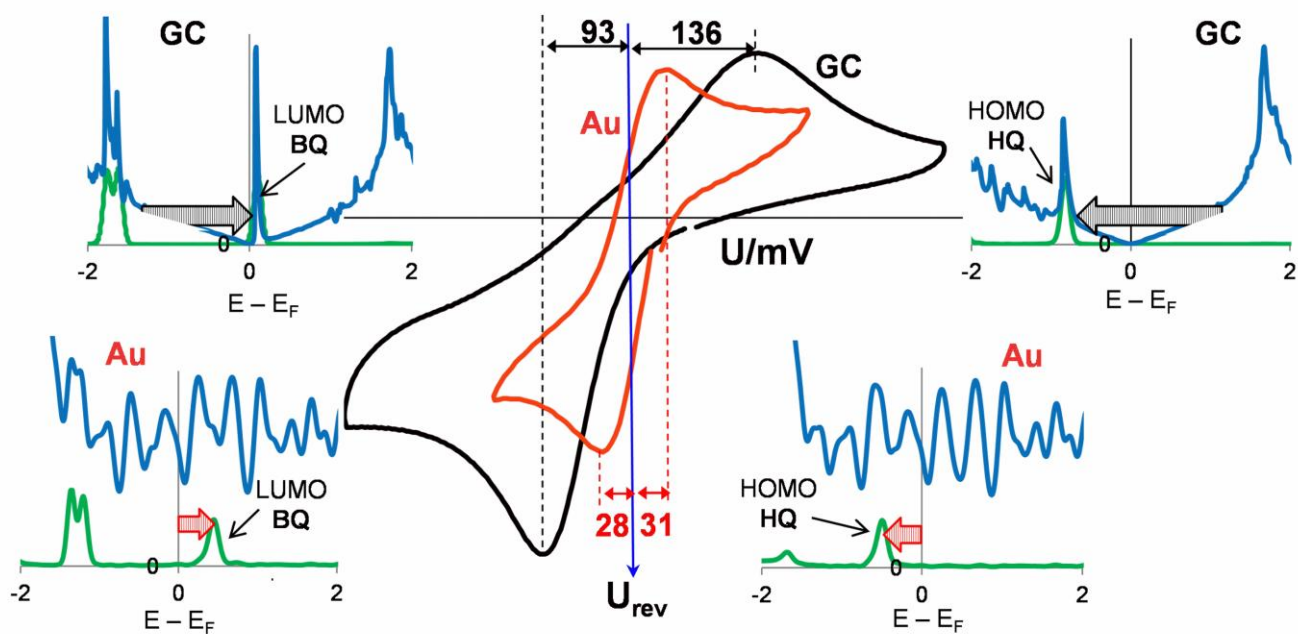 GC
LUMO
BQ
0
-2
0
2
E – E_F
93
136
GC
Au
U/mV
28
31
U_rev
GC
HOMO
HQ
0
-2
0
2
E – E_F
Au
LUMO
BQ
0
-2
0
2
E – E_F
Au
HOMO
HQ
0
-2
0
2
E – E_F